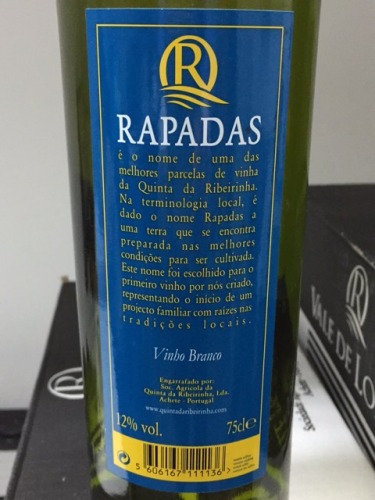 R
RAPADAS
é o nome de uma das
melhores parcelas de vinha
da Quinta da Ribeirinha.
Na terminologia local, é
dado o nome Rapadas a
uma terra que se encontra
preparada nas melhores
condições para ser cultivada.
Este nome foi escolhido para o
primeiro vinho por nós criado,
representando o início de um
projecto familiar com raízes nas
tradições locais.
Vinho Branco
Engarrafado por:
Soc. Agrícola da
Quinta da Ribeirinha, Lda.
Achete - Portugal
www.quintadaribeirinha.com
12% vol.
75cl e
5 606167 111136
R
VALE DE LO